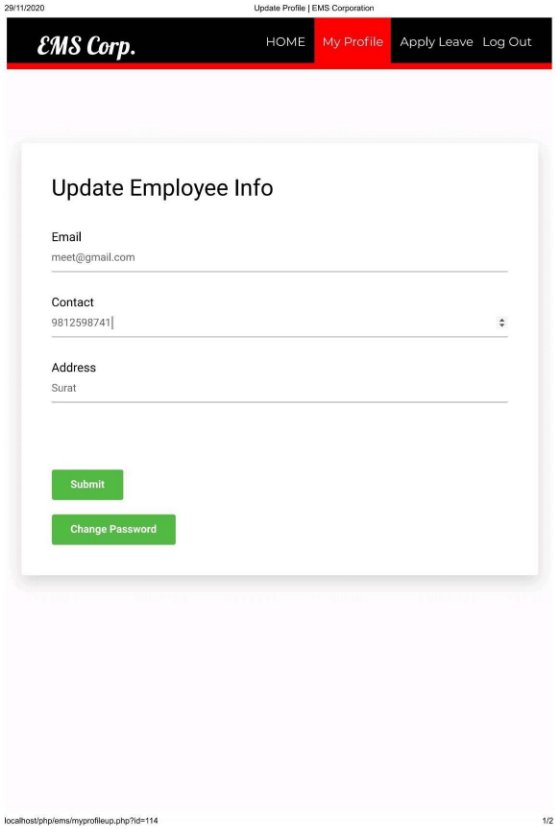 29/11/2020 Update Profile | EMS Corporation
EMS Corp. HOME My Profile Apply Leave Log Out
Update Employee Info
Email
meet@gmail.com
Contact
9812598741
Address
Surat
Submit
Change Password
localhost/php/ems/myprofileup.php?id=114 1/2